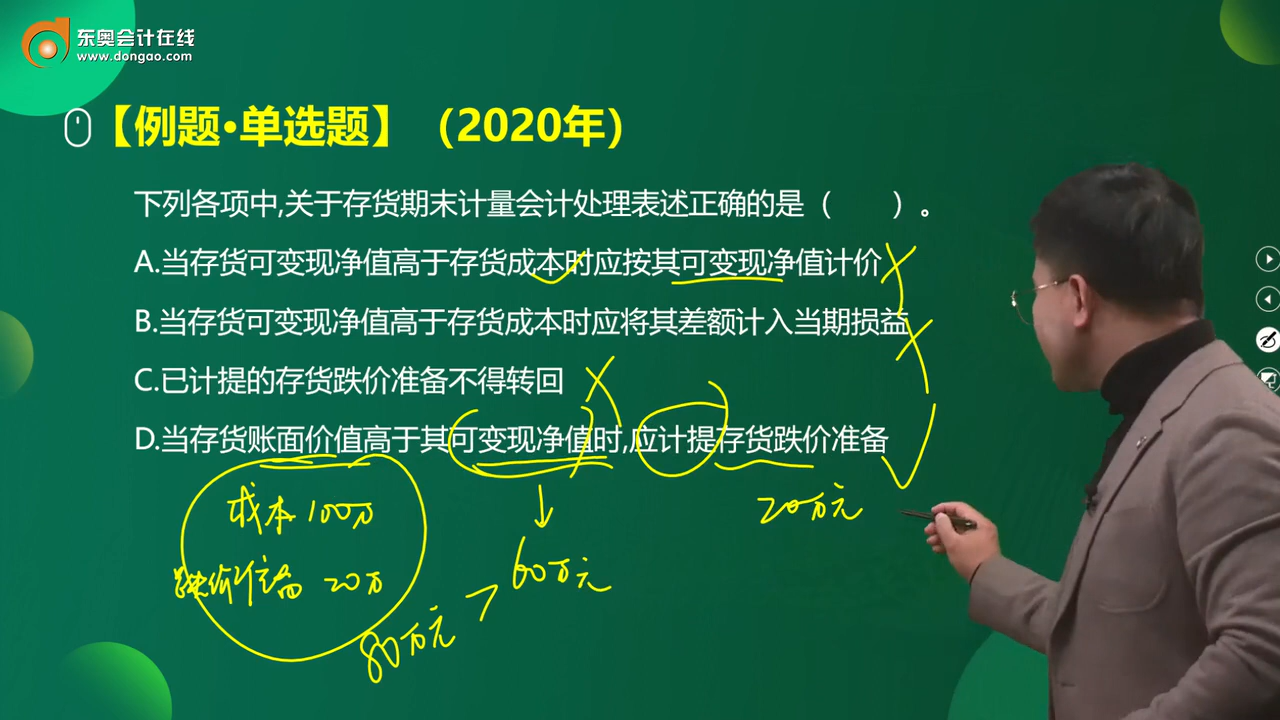 东奥会计在线
www.dongao.com
【例题·单选题】（2020年）
下列各项中,关于存货期末计量会计处理表述正确的是（　　）。
A.当存货可变现净值高于存货成本时应按其可变现净值计价
B.当存货可变现净值高于存货成本时应将其差额计入当期损益
C.已计提的存货跌价准备不得转回
D.当存货账面价值高于其可变现净值时,应计提存货跌价准备
成本100万
20万元
跌价准备 20万
60万元
80万元 >